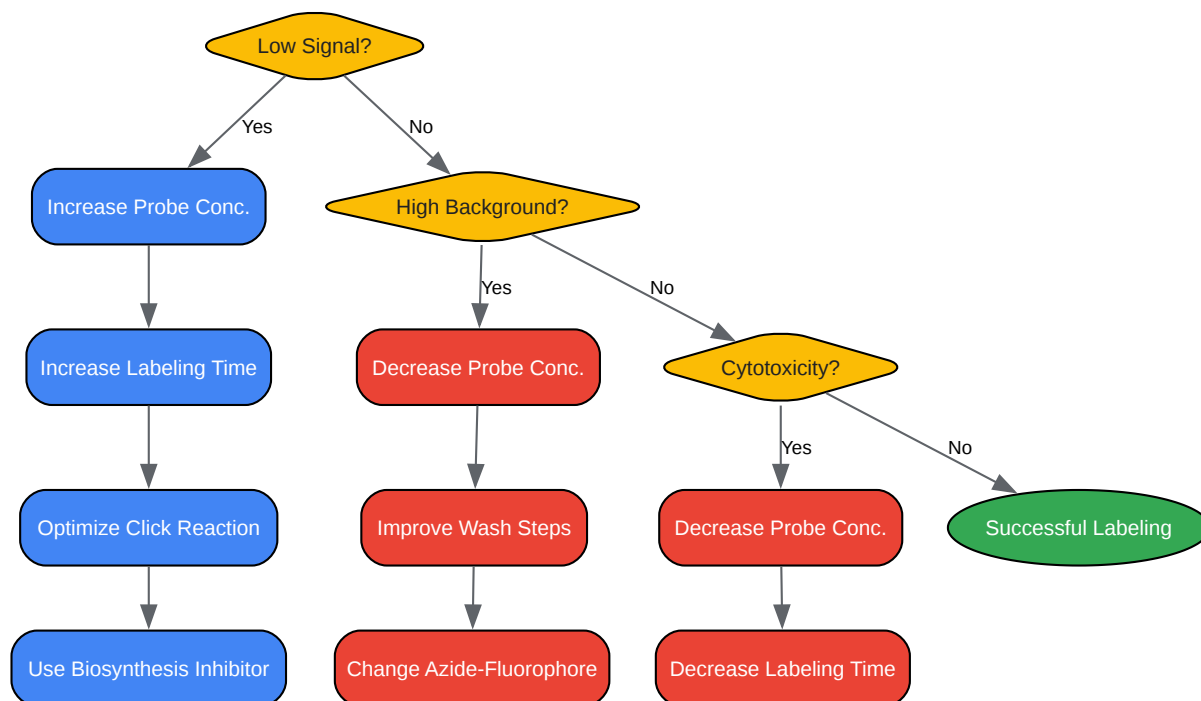 Low Signal?
Yes
No
Increase Probe Conc.
High Background?
Yes
No
Increase Labeling Time
Decrease Probe Conc.
Cytotoxicity?
Yes
No
Optimize Click Reaction
Improve Wash Steps
Decrease Probe Conc.
Successful Labeling
Use Biosynthesis Inhibitor
Change Azide-Fluorophore
Decrease Labeling Time